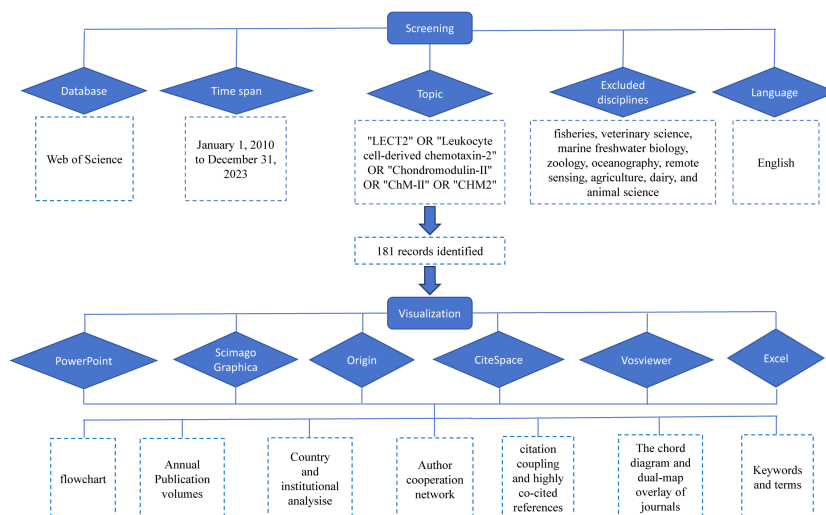 Screening
Database
Time span
Topic
Excluded
disciplines
Language
Web of Science
January 1, 2010
to December 31,
2023
"LECT2" OR "Leukocyte
cell-derived chemotaxin-2"
OR "Chondromodulin-II"
OR "ChM-II" OR "CHM2"
fisheries, veterinary science,
marine freshwater biology,
zoology, oceanography, remote
sensing, agriculture, dairy, and
animal science
English
181 records identified
Visualization
PowerPoint
Scimago
Graphica
Origin
CiteSpace
Vosviewer
Excel
flowchart
Annual
Publication
volumes
Country
and
institutional
analysise
Author
cooperation
network
citation
coupling
and highly
co-cited
references
The chord
diagram and
dual-map
overlay of
journals
Keywords
and terms